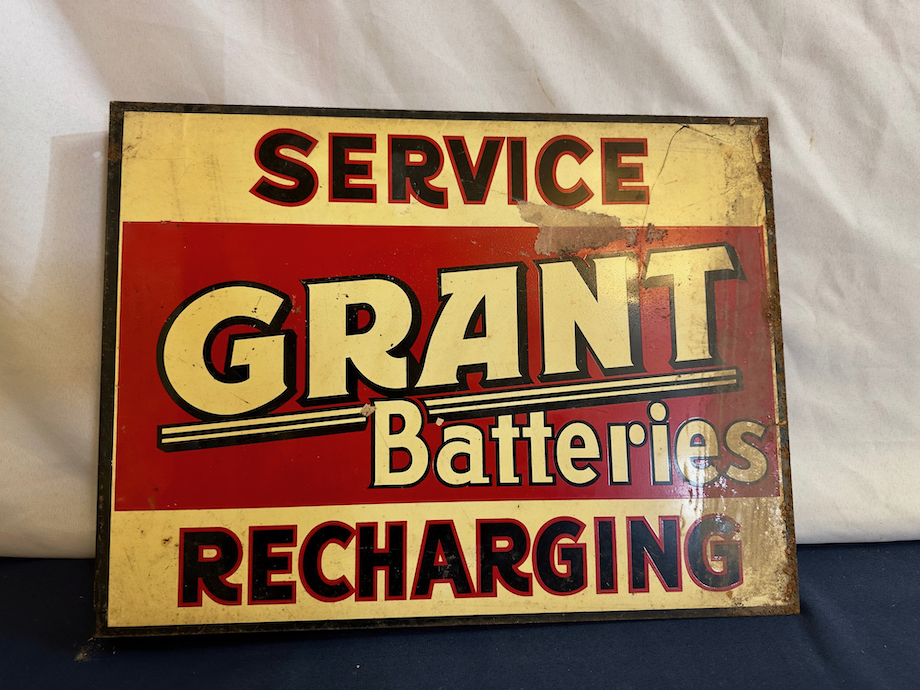 SERVICE
GRANT
Batteries
RECHARGING